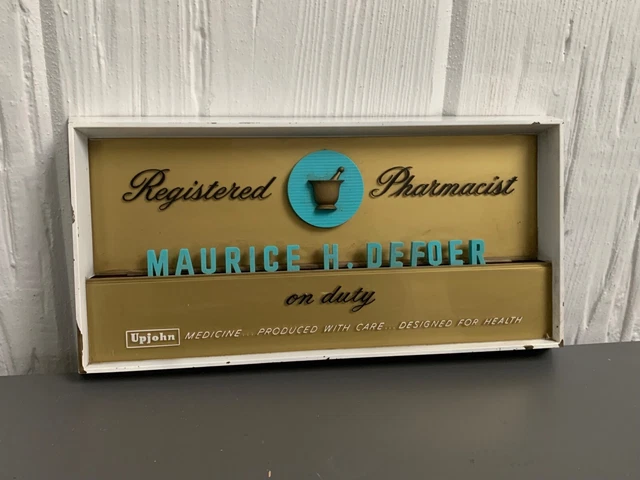 Registered Pharmacist
MAURICE H. DEFOER
on duty
Upjohn MEDICINE...PRODUCED WITH CARE...DESIGNED FOR HEALTH